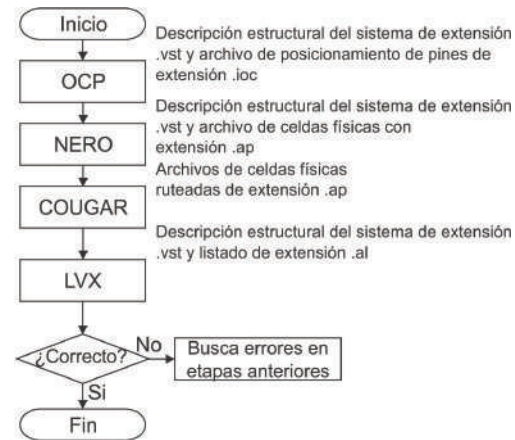 Inicio
Descripción estructural del sistema de extensión
.vst y archivo de posicionamiento de pines de
extensión .ioc
OCP
Descripción estructural del sistema de extensión
.vst y archivo de celdas físicas con
extensión .ap
NERO
Archivos de celdas físicas
ruteadas de extensión .ap
COUGAR
Descripción estructural del sistema de extensión
.vst y listado de extensión .al
LVX
¿Correcto?
No
Busca errores en
etapas anteriores
Si
Fin